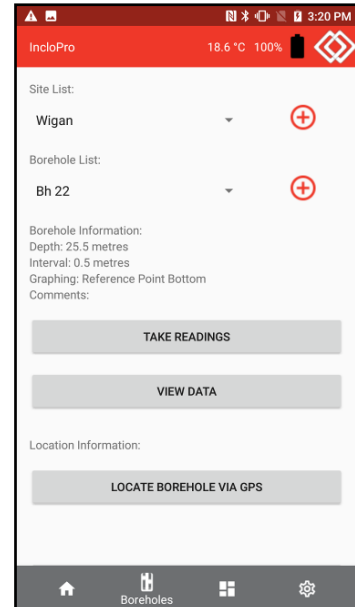 3:20 PM
IncloPro 18.6 °C 100%
Site List:
Wigan
Borehole List:
Bh 22
Borehole Information:
Depth: 25.5 metres
Interval: 0.5 metres
Graphing: Reference Point Bottom
Comments:
TAKE READINGS
VIEW DATA
Location Information:
LOCATE BOREHOLE VIA GPS
Boreholes